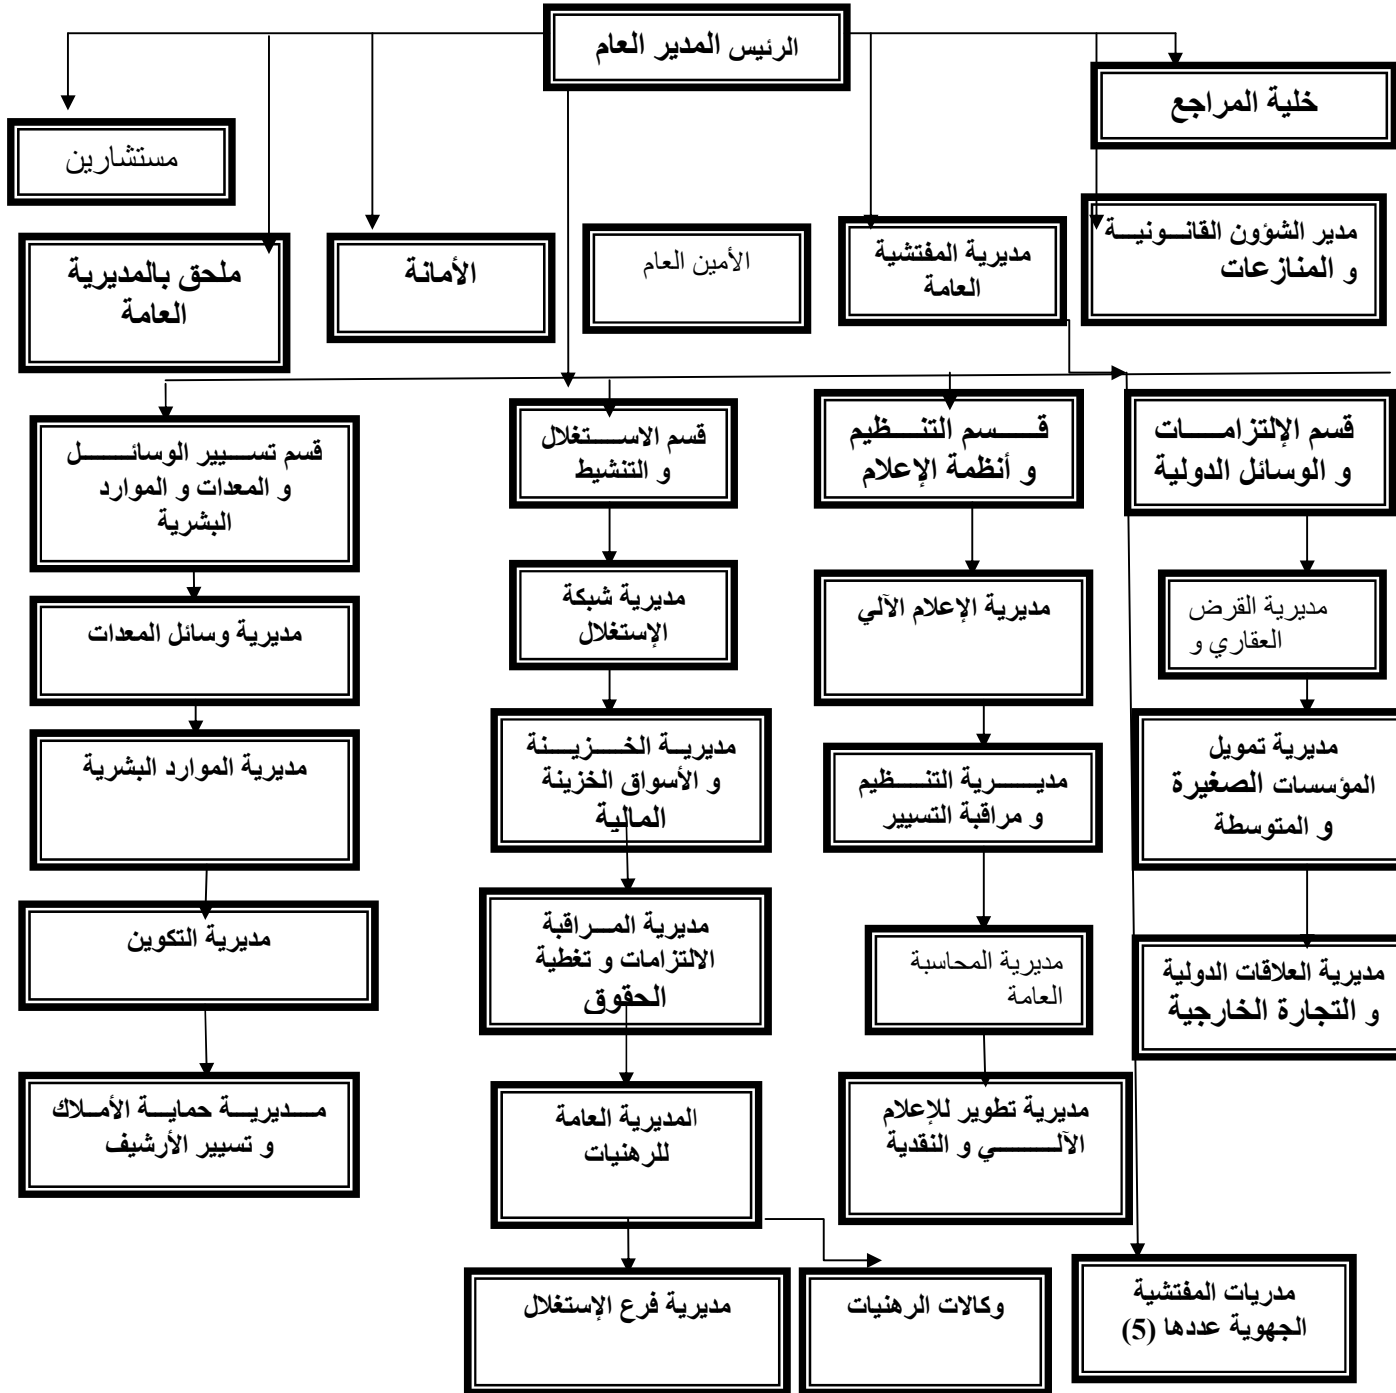 الرئيس المدير العام
خلية المراجع
مستشارين
مدير الشؤون القانونية
و المنازعات
مديرية المفتشية
العامة
الأمين العام
الأمانة
ملحق بالمديرية
العامة
قسم الإلتزامات
و الوسائل الدولية
قسم التنظيم
و أنظمة الإعلام
قسم الاستغلال
و التنشيط
قسم تسيير الوسائل
و المعدات و الموارد
البشرية
مديرية القرض
العقاري و
مديرية الإعلام الآلي
مديرية شبكة
الإستغلال
مديرية وسائل المعدات
مديرية تمويل
المؤسسات الصغيرة
و المتوسطة
مديرية التنظيم
و مراقبة التسيير
مديرية الخزينة
و الأسواق الخزينة
المالية
مديرية الموارد البشرية
مديرية العلاقات الدولية
و التجارة الخارجية
مديرية المحاسبة
العامة
مديرية المراقبة
الالتزامات و تغطية
الحقوق
مديرية التكوين
مديرية تطوير للإعلام
الآلي و النقدية
المديرية العامة
للرهنيات
مديرية حماية الأملاك
و تسيير الأرشيف
مدريات المفتشية
الجهوية عددها (5)
وكالات الرهنيات
مديرية فرع الإستغلال